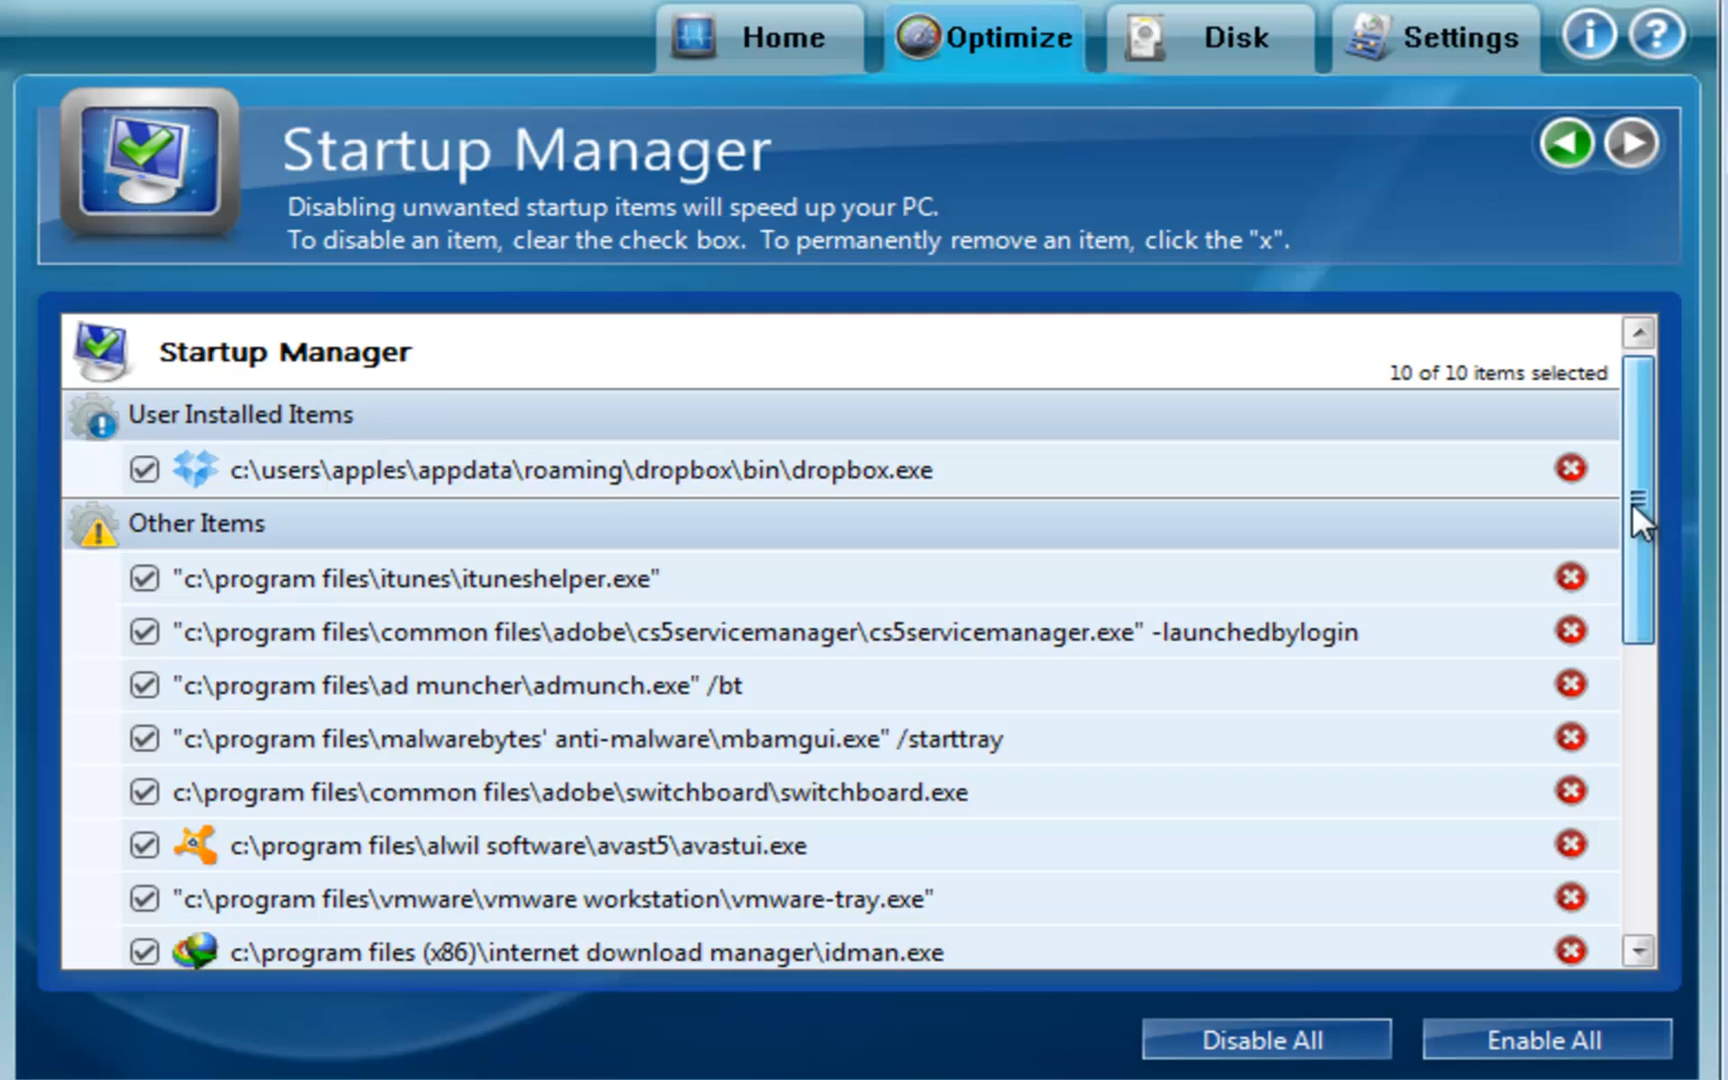 Home
Optimize
Disk
Settings
i
?
Startup Manager
Disabling unwanted startup items will speed up your PC.
To disable an item, clear the check box. To permanently remove an item, click the "x".
Startup Manager
10 of 10 items selected
User Installed Items
c:\users\apples\appdata\roaming\dropbox\bin\dropbox.exe
Other Items
"c:\program files\itunes\ituneshelper.exe"
"c:\program files\common files\adobe\cs5servicemanager\cs5servicemanager.exe" -launchedbylogin
"c:\program files\ad muncher\admunch.exe" /bt
"c:\program files\malwarebytes' anti-malware\mbamgui.exe" /starttray
c:\program files\common files\adobe\switchboard\switchboard.exe
c:\program files\alwil software\avast5\avastui.exe
"c:\program files\vmware\vmware workstation\vmware-tray.exe"
c:\program files (x86)\internet download manager\idman.exe
Disable All
Enable All